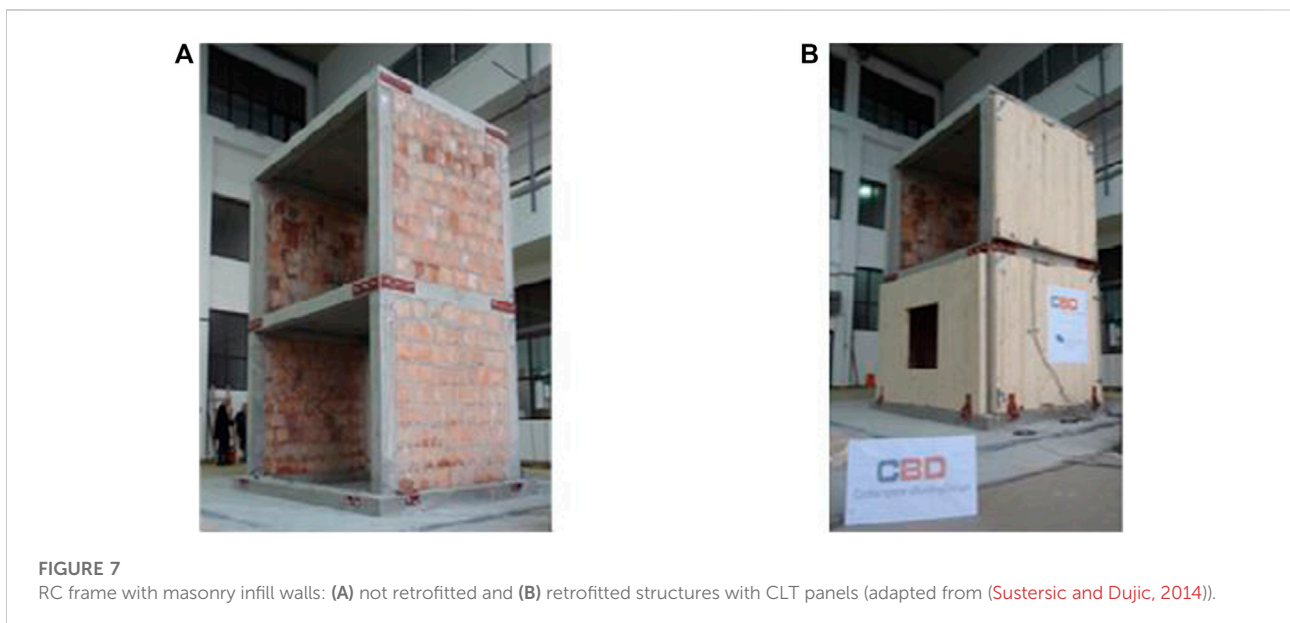 A
B
CBD
CBD
FIGURE 7
RC frame with masonry infill walls: (A) not retrofitted and (B) retrofitted structures with CLT panels (adapted from (Sustersic and Dujic, 2014)).